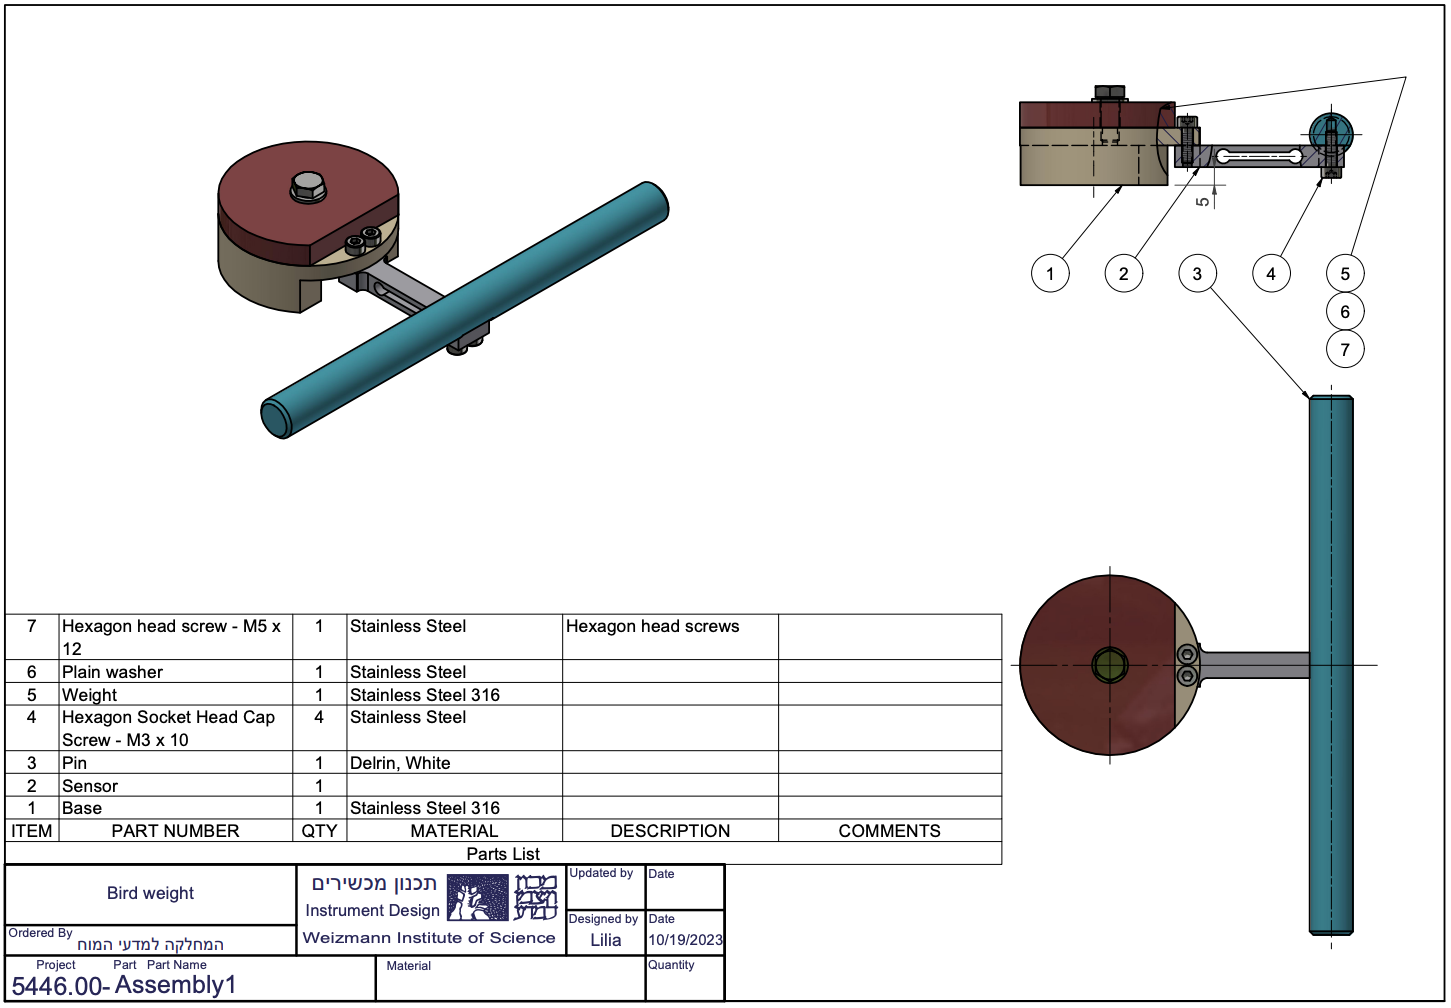 5
1
2
3
4
5
6
7
7 Hexagon head screw - M5 x 12 1 Stainless Steel Hexagon head screws
6 Plain washer 1 Stainless Steel
5 Weight 1 Stainless Steel 316
4 Hexagon Socket Head Cap Screw - M3 x 10 4 Stainless Steel
3 Pin 1 Delrin, White
2 Sensor 1
1 Base 1 Stainless Steel 316
ITEM PART NUMBER QTY MATERIAL DESCRIPTION COMMENTS
Parts List
Bird weight
Ordered By
המחלקה למדעי המוח
תכנון מכשירים
Instrument Design
Weizmann Institute of Science
מכון
ויצמן
למדע
Updated by
Date
Designed by
Lilia
Date
10/19/2023
Project Part Part Name
5446.00- Assembly1
Material
Quantity